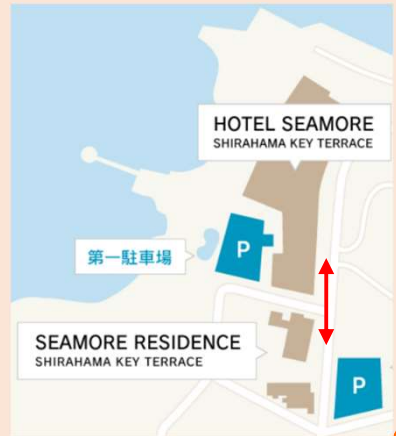 HOTEL SEAMORE
SHIRAHAMA KEY TERRACE
P
第一駐車場
SEAMORE RESIDENCE
SHIRAHAMA KEY TERRACE
P